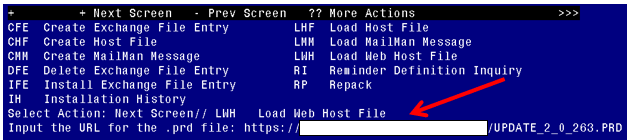 +         + Next Screen   - Prev Screen   ?? More Actions                  >>>
CFE  Create Exchange File Entry          LHF  Load Host File
CHF  Create Host File                    LMM  Load MailMan Message
CMM  Create MailMan Message              LWH  Load Web Host File
DFE  Delete Exchange File Entry          RI   Reminder Definition Inquiry
IFE  Install Exchange File Entry         RP   Repack
IH   Installation History
Select Action: Next Screen// LWH   Load Web Host File
Input the URL for the .prd file: https:// /UPDATE_2_0_263.PRD